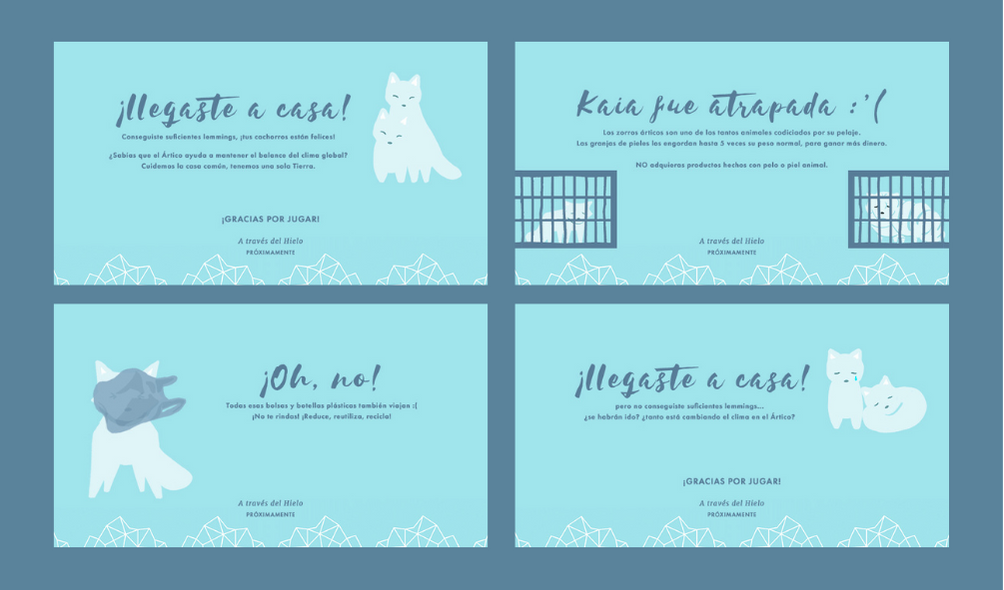 ¡llegaste a casa!
Conseguiste suficientes lemmings, ¡tus cachorros están felices!
¿Sabías que el Ártico ayuda a mantener el balance del clima global?
Cuidemos la casa común, tenemos una sola Tierra.
¡GRACIAS POR JUGAR!
A través del Hielo
PRÓXIMAMENTE
Kaia fue atrapada :'(
Los zorros árticos son uno de los tantos animales codiciados por su pelaje.
Las granjas de pieles los engordan hasta 5 veces su peso normal, para ganar más dinero.
NO adquieras productos hechos con pelo o piel animal.
A través del Hielo
PRÓXIMAMENTE
¡Oh, no!
Todas esas bolsas y botellas plásticas también viajan :(
¡No te rindas! ¡Reduce, reutiliza, recicla!
A través del Hielo
PRÓXIMAMENTE
¡llegaste a casa!
pero no conseguiste suficientes lemmings...
¿se habrán ido? ¿tanto está cambiando el clima en el Ártico?
¡GRACIAS POR JUGAR!
A través del Hielo
PRÓXIMAMENTE